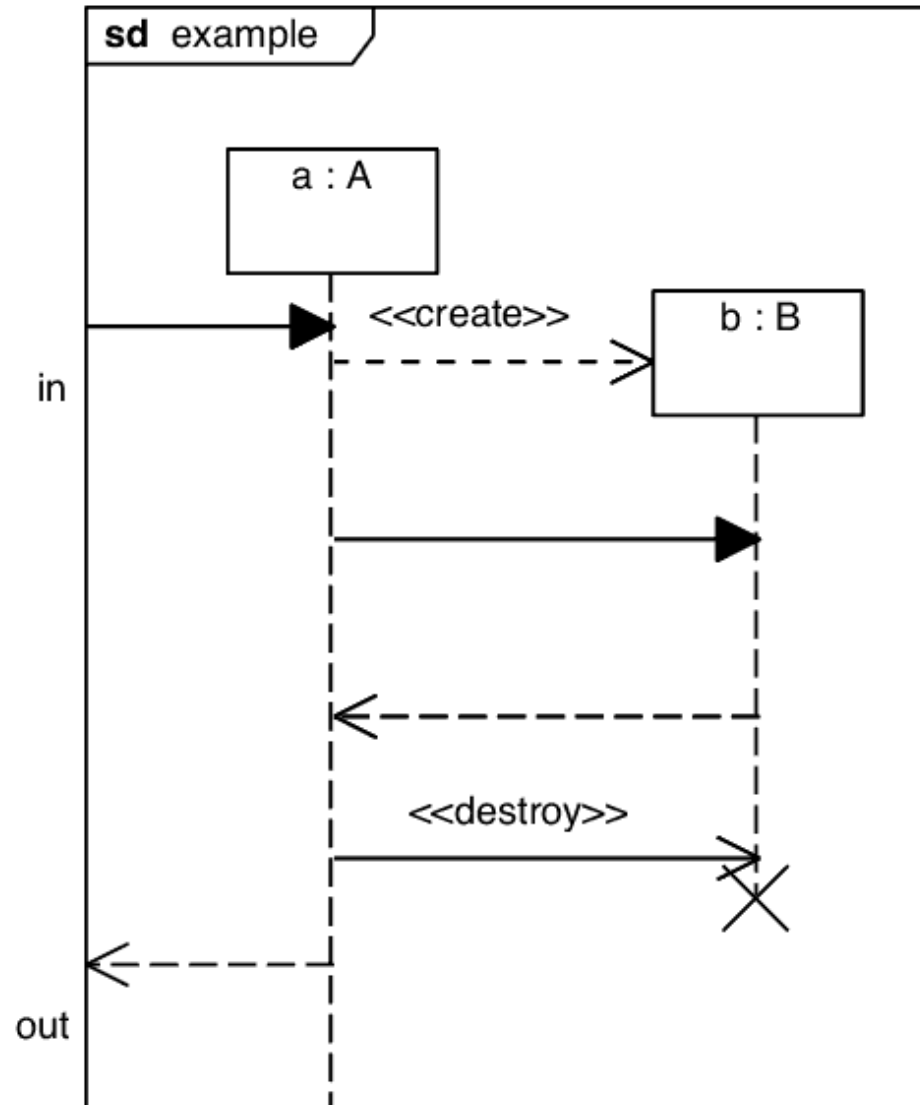 sd example
a : A
<<create>>
b : B
in
<<destroy>>
out